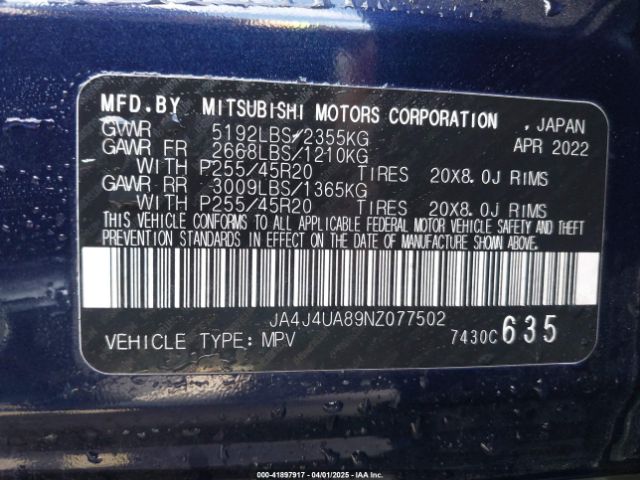 MFD.BY MITSUBISHI MOTORS CORPORATION , JAPAN
GVWR 5192LBS/2355KG APR 2022
GAWR FR 2668LBS/1210KG
WITH P255/45R20 TIRES 20X8.0J RIMS
GAWR RR 3009LBS/1365KG
WITH P255/45R20 TIRES 20X8.0J RIMS
THIS VEHICLE CONFORMS TO ALL APPLICABLE FEDERAL MOTOR VEHICLE SAFETY AND THEFT
PREVENTION STANDARDS IN EFFECT ON THE DATE OF MANUFACTURE SHOWN ABOVE.
JA4J4UA89NZ077502
VEHICLE TYPE: MPV 7430C 635
000-41897917 - 04/01/2025 - IAAI.COM